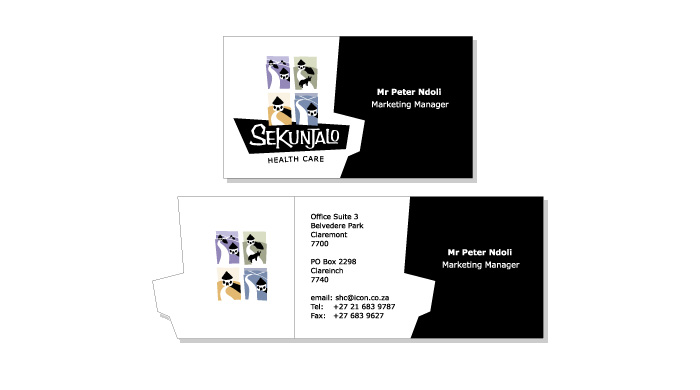 Mr Peter Ndoli
Marketing Manager
SEKUNJALO
HEALTH CARE
Office Suite 3
Belvedere Park
Claremont
7700
PO Box 2298
Clareinch
7740
email: shc@icon.co.za
Tel: +27 21 683 9787
Fax: +27 683 9627
Mr Peter Ndoli
Marketing Manager